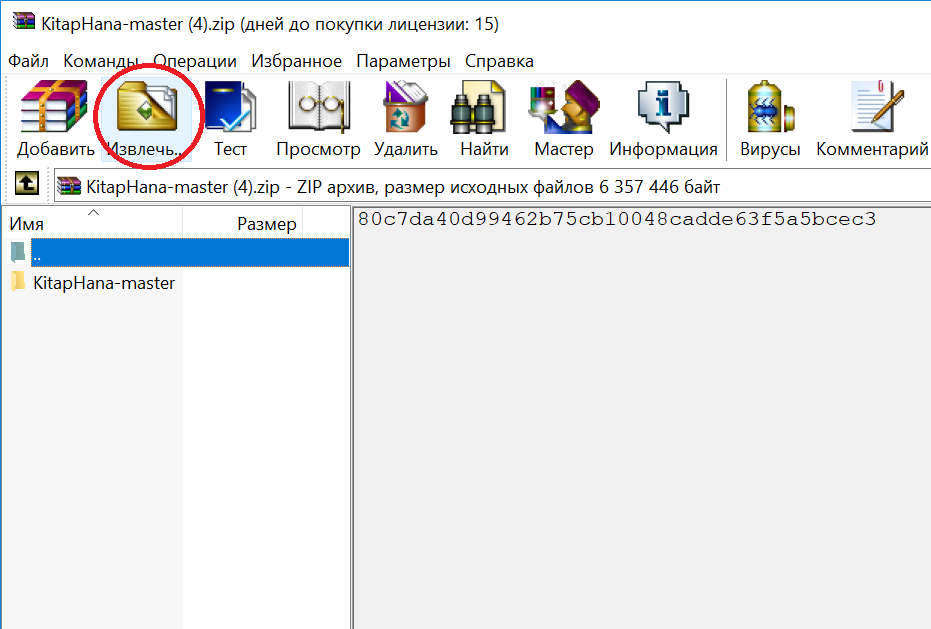 KitapHana-master (4).zip (дней до покупки лицензии: 15)
Файл Команды Операции Избранное Параметры Справка
Добавить Извлечь... Тест Просмотр Удалить Найти Мастер Информация Вирусы Комментарий
KitapHana-master (4).zip - ZIP архив, размер исходных файлов 6 357 446 байт
Имя Размер
80c7da40d99462b75cb10048cadde63f5a5bcec3
..
KitapHana-master